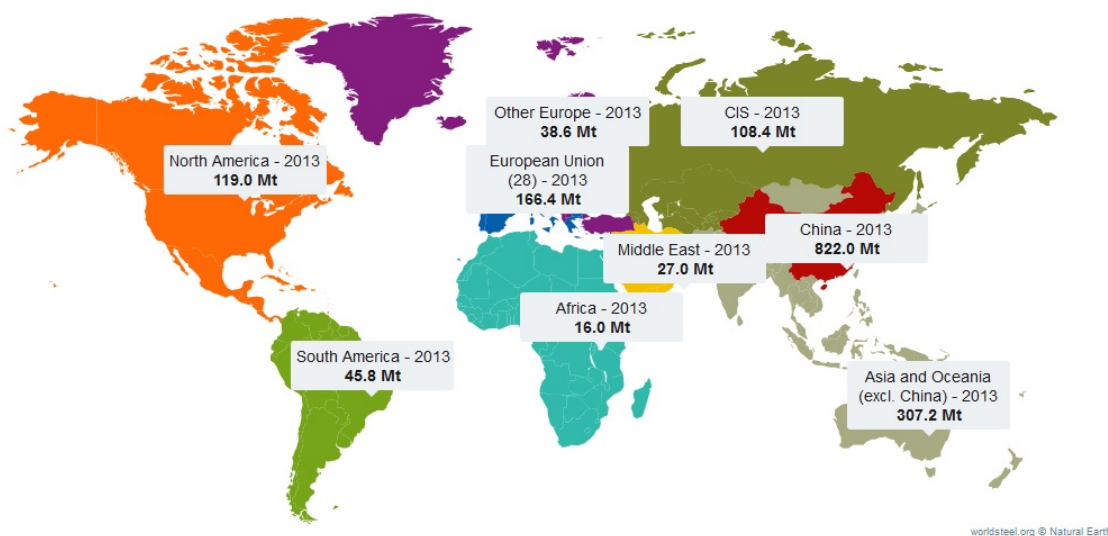 Other Europe - 2013
38.6 Mt
CIS - 2013
108.4 Mt
North America - 2013
119.0 Mt
European Union
(28) - 2013
166.4 Mt
China - 2013
822.0 Mt
Middle East - 2013
27.0 Mt
Africa - 2013
16.0 Mt
South America - 2013
45.8 Mt
Asia and Oceania
(excl. China) - 2013
307.2 Mt
worldsteel.org © Natural Earth